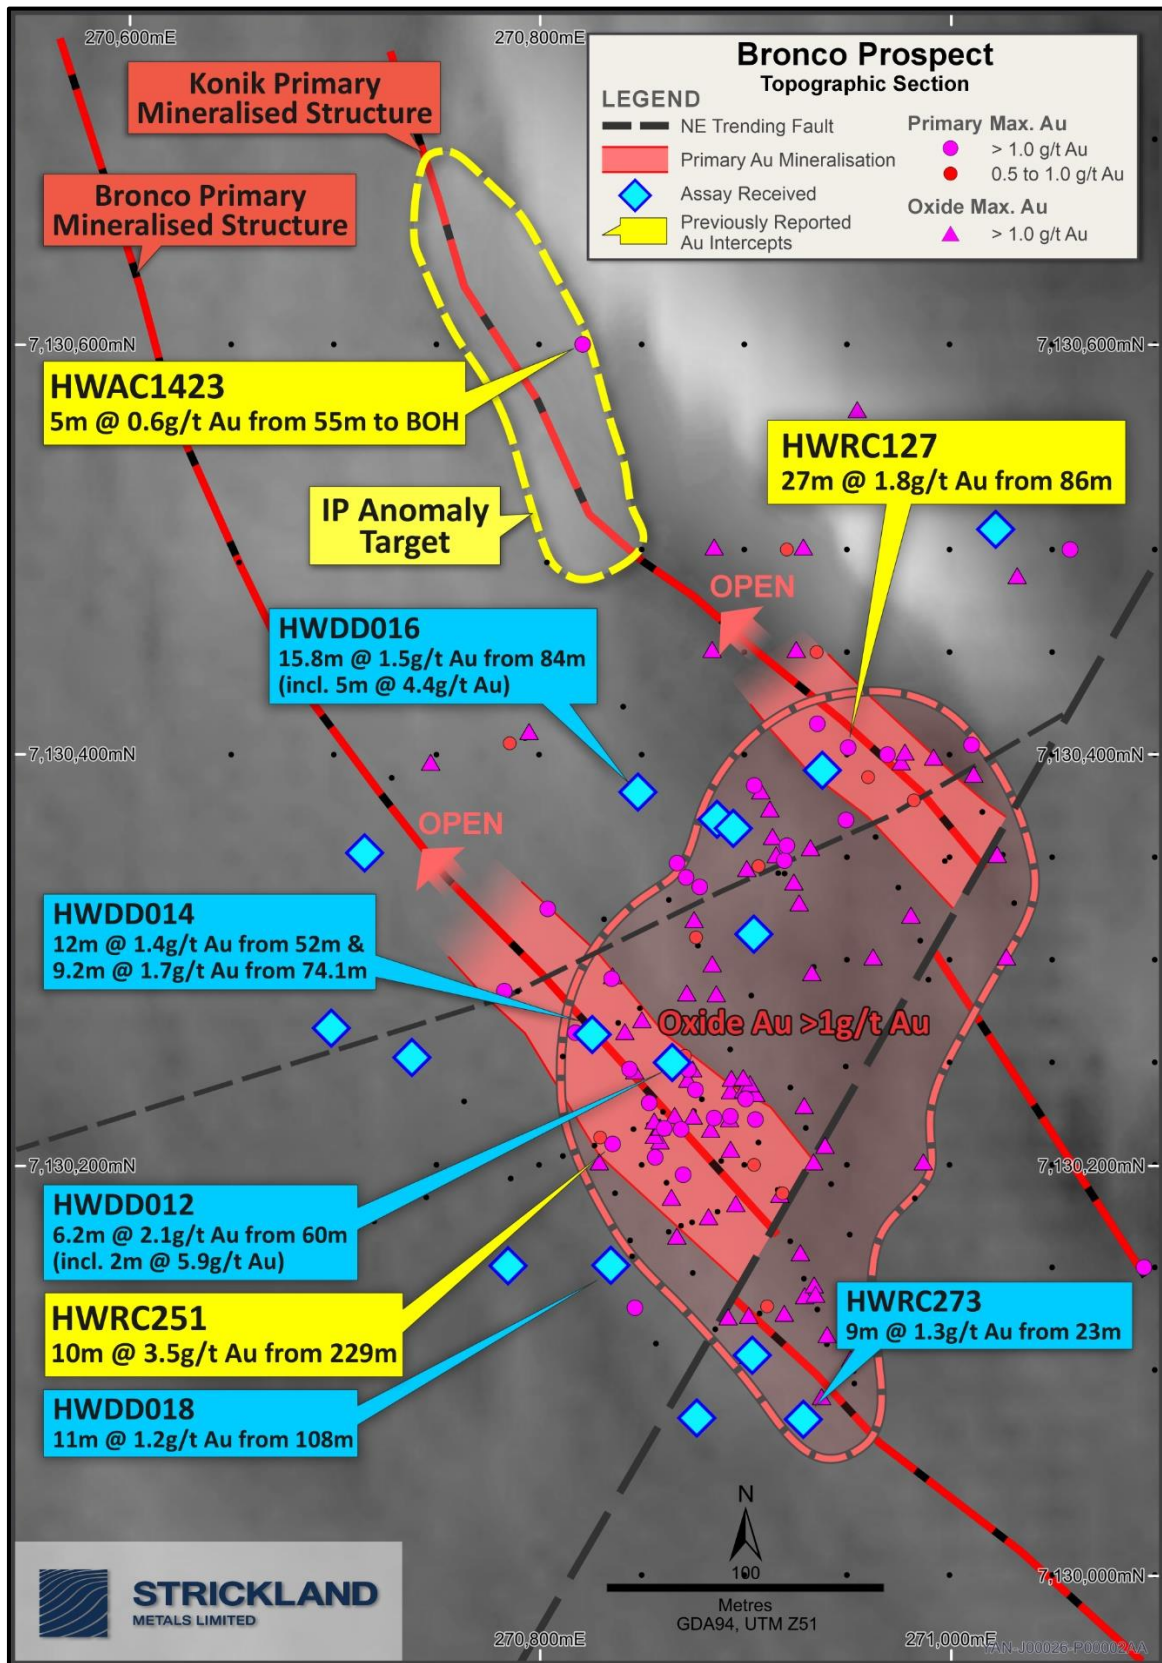 270,600mE
270,800mE
Bronco Prospect
Topographic Section
LEGEND
NE Trending Fault
Primary Au Mineralisation
Assay Received
Previously Reported
Au Intercepts
Primary Max. Au
> 1.0 g/t Au
0.5 to 1.0 g/t Au
Oxide Max. Au
> 1.0 g/t Au
Konik Primary
Mineralised Structure
Bronco Primary
Mineralised Structure
7,130,600mN
7,130,600mN
HWAC1423
5m @ 0.6g/t Au from 55m to BOH
HWRC127
27m @ 1.8g/t Au from 86m
IP Anomaly
Target
OPEN
HWDD016
15.8m @ 1.5g/t Au from 84m
(incl. 5m @ 4.4g/t Au)
7,130,400mN
7,130,400mN
OPEN
HWDD014
12m @ 1.4g/t Au from 52m &
9.2m @ 1.7g/t Au from 74.1m
Oxide Au >1g/t Au
7,130,200mN
7,130,200mN
HWDD012
6.2m @ 2.1g/t Au from 60m
(incl. 2m @ 5.9g/t Au)
HWRC251
10m @ 3.5g/t Au from 229m
HWRC273
9m @ 1.3g/t Au from 23m
HWDD018
11m @ 1.2g/t Au from 108m
N
100
Metres
GDA94, UTM Z51
7,130,000mN
STRICKLAND
METALS LIMITED
270,800mE
271,000mE
YAN-J00026-P00002AA